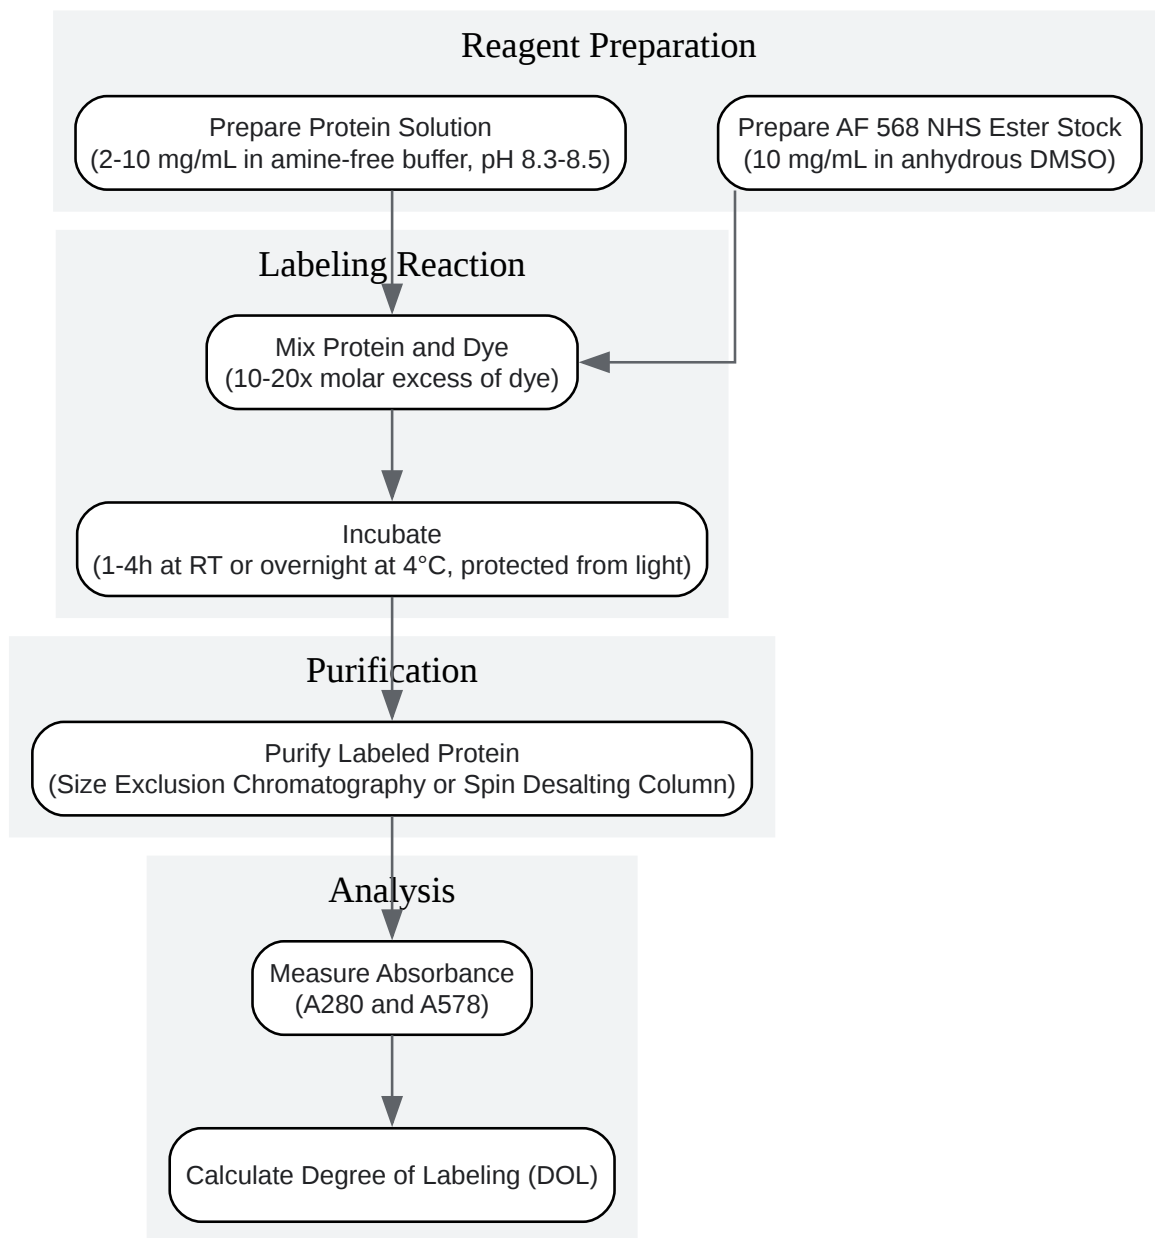 Reagent Preparation
Prepare Protein Solution
(2-10 mg/mL in amine-free buffer, pH 8.3-8.5)
Prepare AF 568 NHS Ester Stock
(10 mg/mL in anhydrous DMSO)
Labeling Reaction
Mix Protein and Dye
(10-20x molar excess of dye)
Incubate
(1-4h at RT or overnight at 4°C, protected from light)
Purification
Purify Labeled Protein
(Size Exclusion Chromatography or Spin Desalting Column)
Analysis
Measure Absorbance
(A280 and A578)
Calculate Degree of Labeling (DOL)